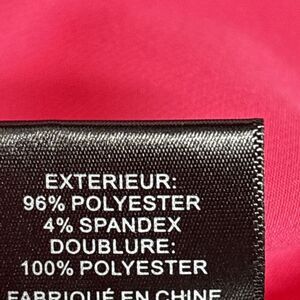 EXTERIEUR:
96% POLYESTER
4% SPANDEX
DOUBLURE:
100% POLYESTER
FABRIQUÉ EN CHINE